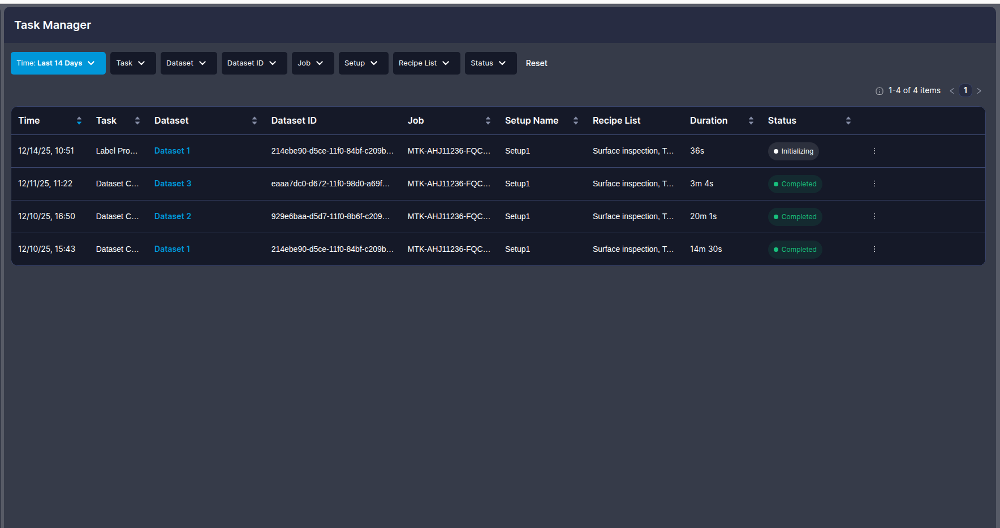 Task Manager
Time: Last 14 Days Task Dataset Dataset ID Job Setup Recipe List Status Reset
1-4 of 4 items < 1 >
Time Task Dataset Dataset ID Job Setup Name Recipe List Duration Status
12/14/25, 10:51 Label Pro... Dataset 1 214ebe90-d5ce-11f0-84bf-c209b... MTK-AHJ11236-FQC... Setup1 Surface inspection, T... 36s Initializing
12/11/25, 11:22 Dataset C... Dataset 3 eaaa7dc0-d672-11f0-98d0-a69f... MTK-AHJ11236-FQC... Setup1 Surface inspection, T... 3m 4s Completed
12/10/25, 16:50 Dataset C... Dataset 2 929e6baa-d5d7-11f0-8b6f-c209... MTK-AHJ11236-FQC... Setup1 Surface inspection, T... 20m 1s Completed
12/10/25, 15:43 Dataset C... Dataset 1 214ebe90-d5ce-11f0-84bf-c209b... MTK-AHJ11236-FQC... Setup1 Surface inspection, T... 14m 30s Completed